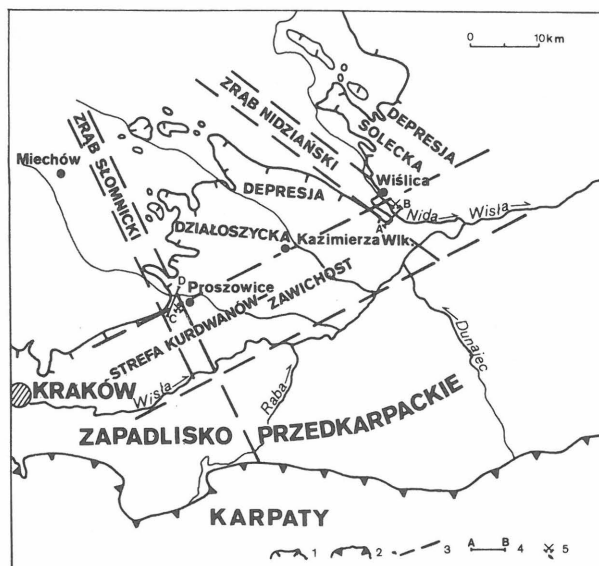 0 10km
ZRĄB SŁOMNICKI
ZRĄB NIDZIAŃSKI
DEPRESJA
SOLECKA
Miechów
DEPRESJA
Wiślica
B
A
Nida
Wisła
DZIAŁOSZYCKA
Kazimierza Wlk.
D
C
Proszowice
STREFA KURDWANÓW-ZAWICHOST
KRAKÓW
Wisła
Raba
Dunajec
ZAPADLISKO PRZEDKARPACKIE
KARPATY
1 2 3 A B 4 5